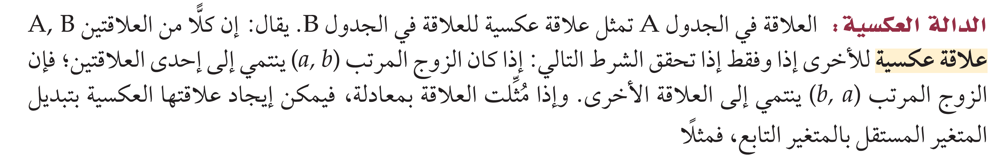 الدالة العكسية: العلاقة في الجدول A تمثل علاقة عكسية للعلاقة في الجدول B. يقال: إن كلًّا من العلاقتين A, B
علاقة عكسية للأخرى إذا وفقط إذا تحقق الشرط التالي: إذا كان الزوج المرتب (a, b) ينتمي إلى إحدى العلاقتين؛ فإن
الزوج المرتب (b, a) ينتمي إلى العلاقة الأخرى. وإذا مُثِّلت العلاقة بمعادلة، فيمكن إيجاد علاقتها العكسية بتبديل
المتغير المستقل بالمتغير التابع، فمثلًا